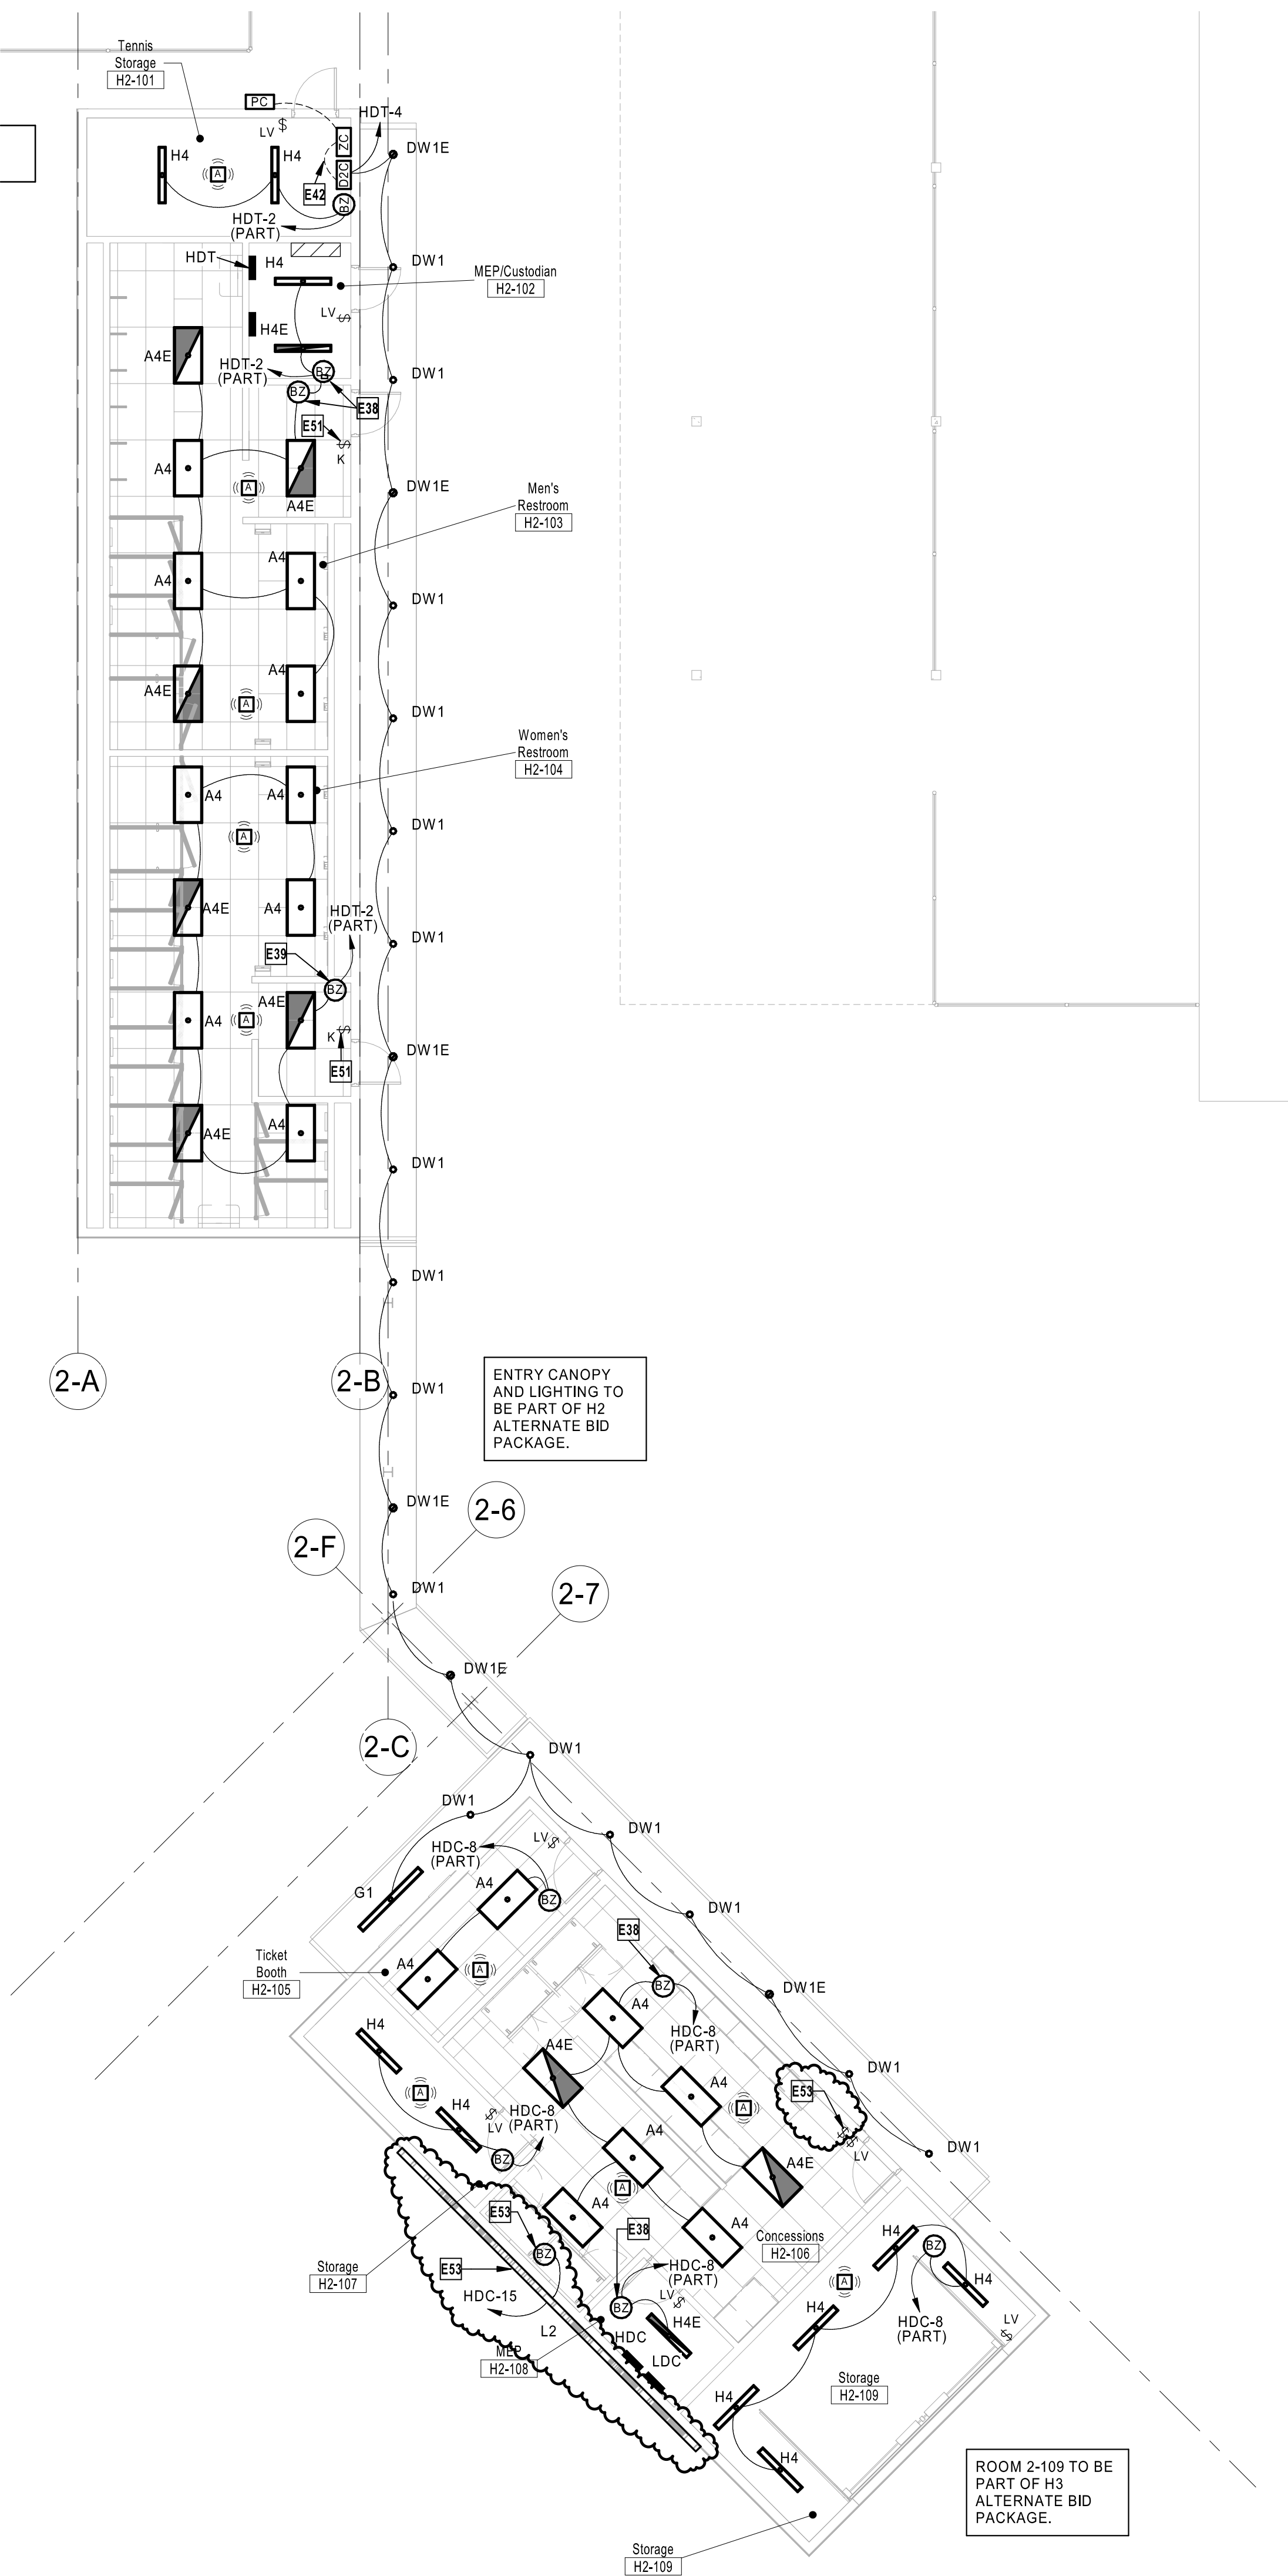 Tennis
Storage
H2-101
PC
LV $
HDT-4
ZC
D2C
DW1E
H4
H4
A
E42
BZ
HDT-2
(PART)
HDT
H4
DW1
MEP/Custodian
H2-102
LV $
H4E
A4E
HDT-2
(PART)
BZ
DW1
BZ
E38
E51
$
K
A4
A
A4E
DW1E
Men's
Restroom
H2-103
A4
A4
DW1
A4E
A4
A
DW1
Women's
Restroom
H2-104
A4
A4
A
DW1
A4E
A4
HDT-2
(PART)
DW1
E39
BZ
A4E
A4
A
K $
DW1E
E51
A4E
A4
DW1
DW1
2-A
2-B
DW1
ENTRY CANOPY
AND LIGHTING TO
BE PART OF H2
ALTERNATE BID
PACKAGE.
DW1E
2-6
2-F
DW1
2-7
DW1E
2-C
DW1
DW1
DW1
LV $
HDC-8
(PART)
G1
A4
BZ
DW1
E38
Ticket
Booth
H2-105
A4
A
BZ
DW1E
A4
HDC-8
(PART)
H4
A4E
DW1
E53
A
A4
A
H4
HDC-8
(PART)
$
LV
$
$
LV
DW1
A4
BZ
A4E
A
E53
A4
E38
A4
Concessions
H2-106
H4
BZ
BZ
Storage
H2-107
E53
HDC-8
(PART)
A
H4
HDC-15
LV
$
BZ
H4E
H4
HDC-8
(PART)
LV
$
L2
HDC
MEP
H2-108
LDC
Storage
H2-109
H4
H4
ROOM 2-109 TO BE
PART OF H3
ALTERNATE BID
PACKAGE.
Storage
H2-109